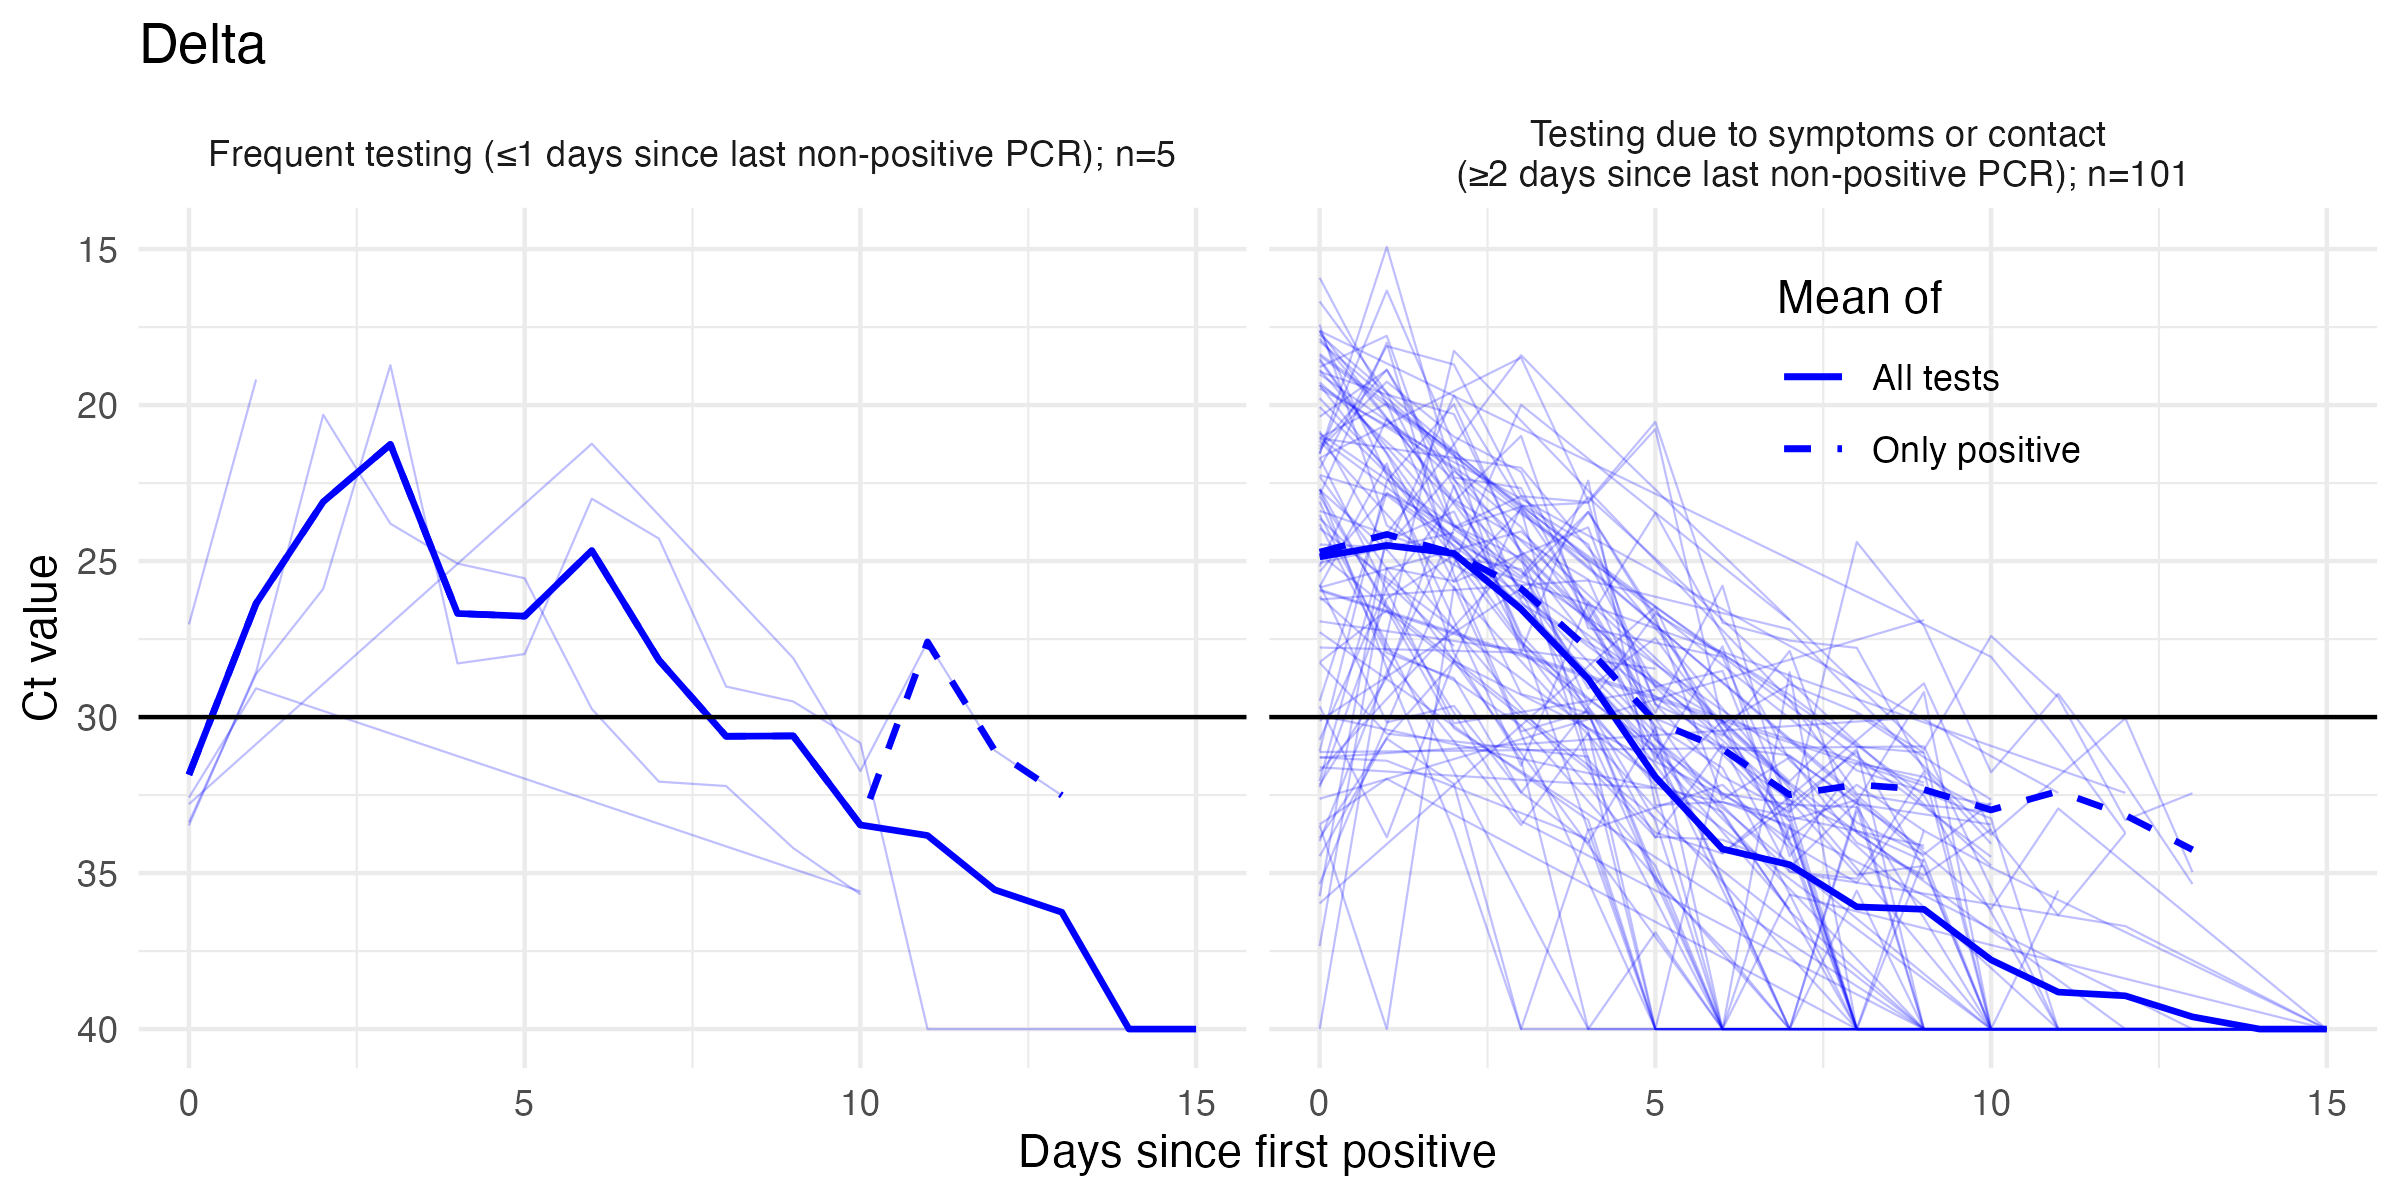 Delta
Frequent testing (≤1 days since last non-positive PCR); n=5
Testing due to symptoms or contact
(≥2 days since last non-positive PCR); n=101
Ct value
15
20
25
30
35
40
Mean of
All tests
Only positive
0 5 10 15
0 5 10 15
Days since first positive